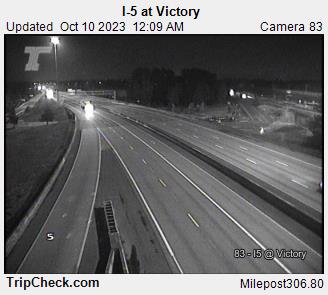 I-5 at Victory
Updated Oct 10 2023 12:09 AM Camera 83
T
5
83 - I5 @ Victory
TripCheck.com Milepost306.80